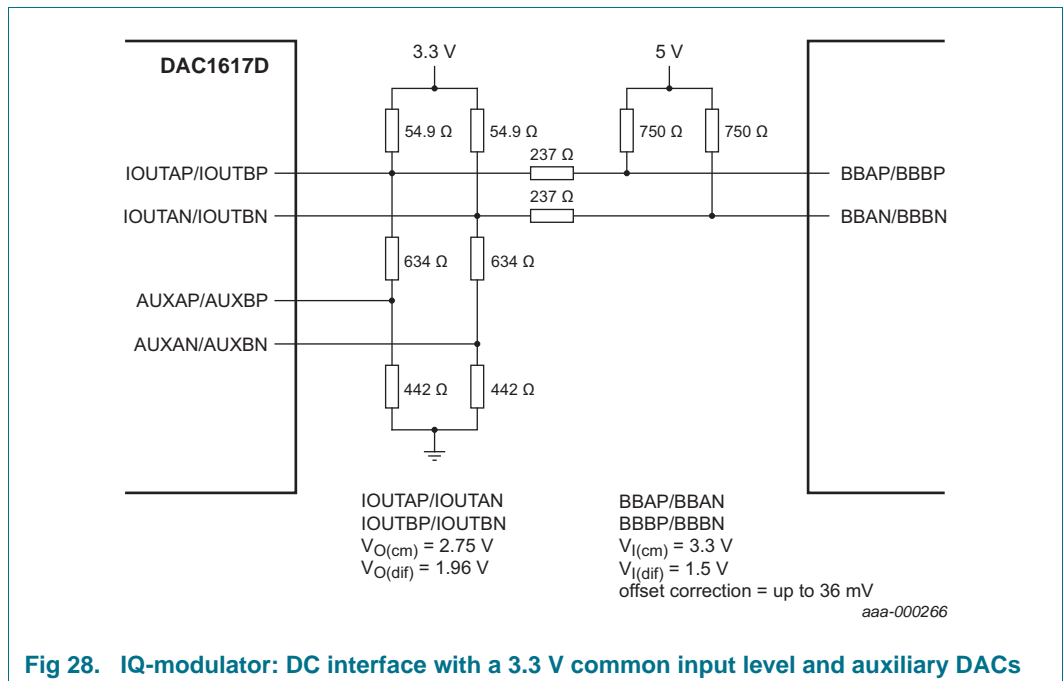 DAC1617D
3.3 V
5 V
54.9 Ω
54.9 Ω
750 Ω
750 Ω
237 Ω
IOUTAP/IOUTBP
BBAP/BBBP
237 Ω
IOUTAN/IOUTBN
BBAN/BBBN
634 Ω
634 Ω
AUXAP/AUXBP
AUXAN/AUXBN
442 Ω
442 Ω
IOUTAP/IOUTAN
IOUTBP/IOUTBN
VO(cm) = 2.75 V
VO(dif) = 1.96 V
BBAP/BBAN
BBBP/BBBN
VI(cm) = 3.3 V
VI(dif) = 1.5 V
offset correction = up to 36 mV
aaa-000266
Fig 28. IQ-modulator: DC interface with a 3.3 V common input level and auxiliary DACs